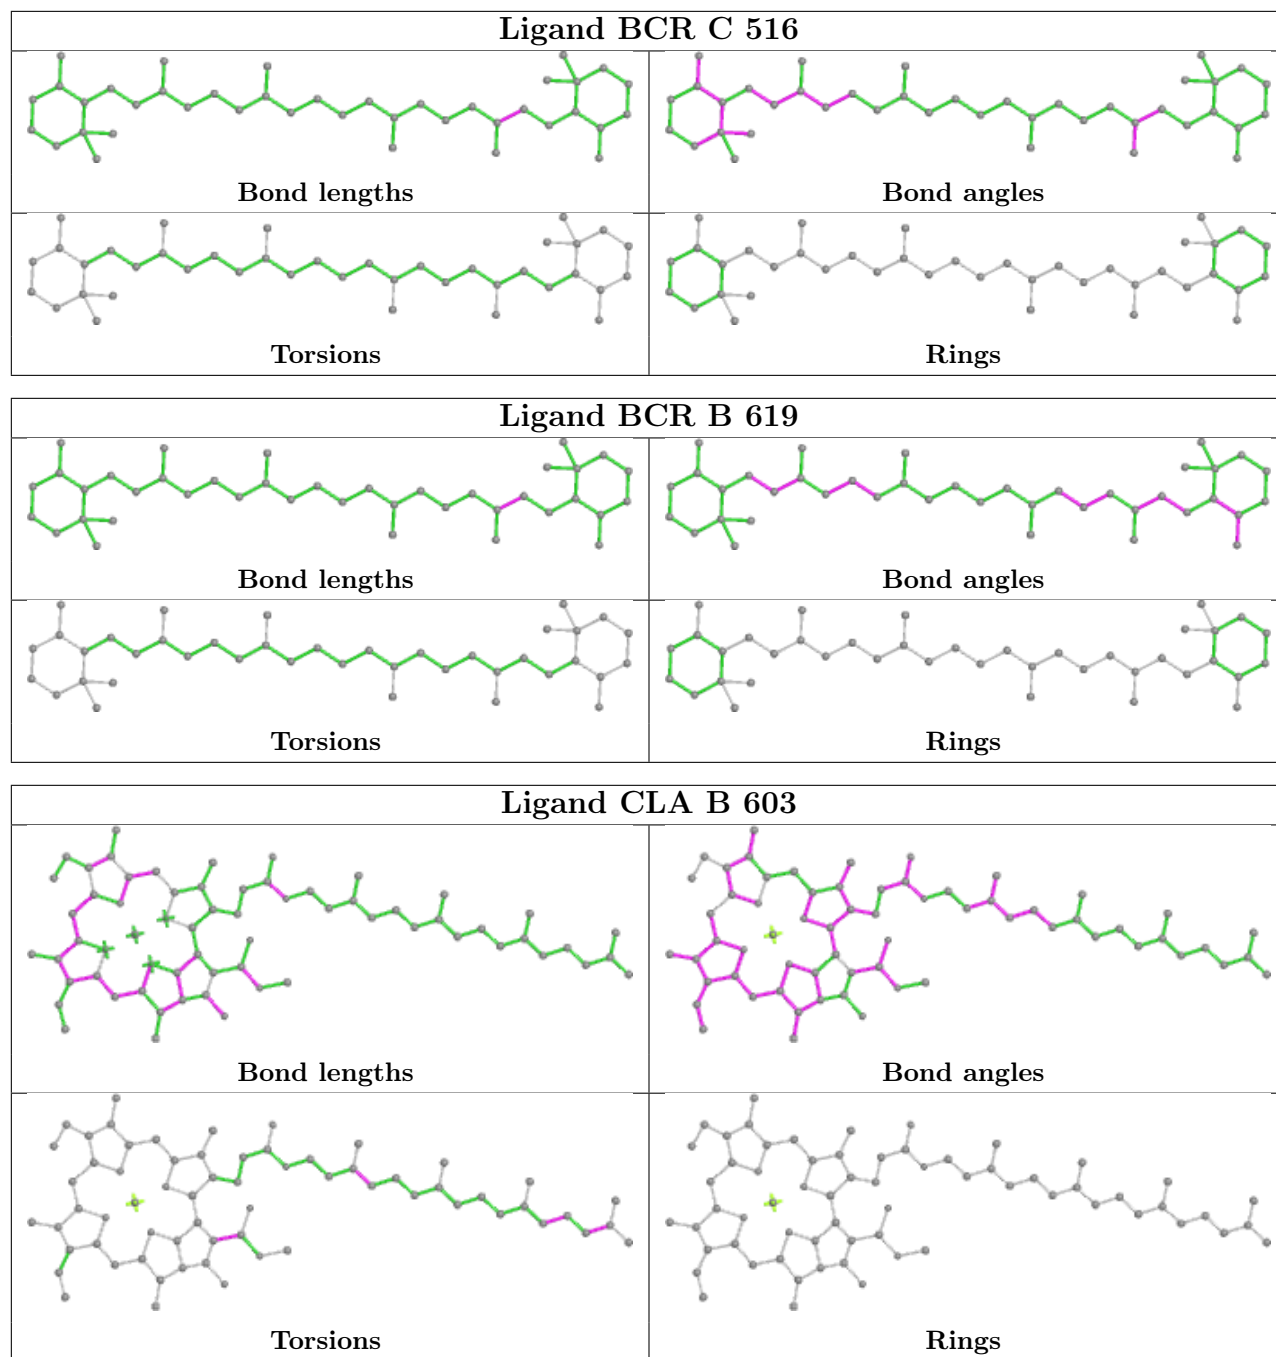 Ligand BCR C 516
Bond lengths
Bond angles
Torsions
Rings
Ligand BCR B 619
Bond lengths
Bond angles
Torsions
Rings
Ligand CLA B 603
Bond lengths
Bond angles
Torsions
Rings